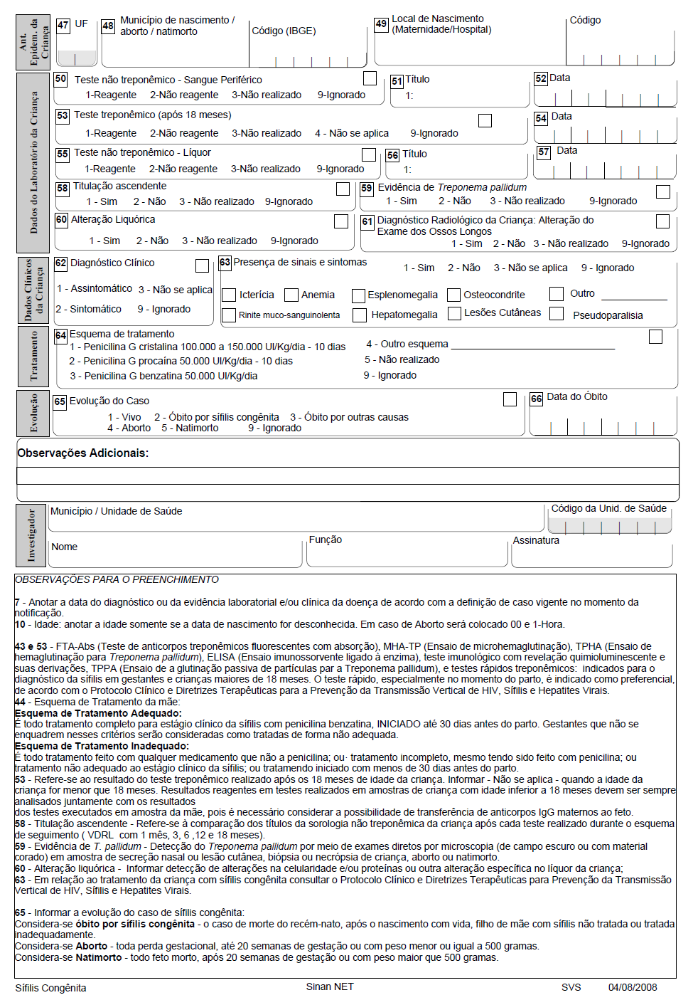 Ant. Epidem. da Criança
47 UF
48 Município de nascimento / aborto / natimorto
Código (IBGE)
49 Local de Nascimento (Maternidade/Hospital)
Código
Dados do Laboratório da Criança
50 Teste não treponêmico - Sangue Periférico
1-Reagente 2-Não reagente 3-Não realizado 9-Ignorado
51 Título
1:
52 Data
53 Teste treponêmico (após 18 meses)
1-Reagente 2-Não reagente 3-Não realizado 4 - Não se aplica 9-Ignorado
54 Data
55 Teste não treponêmico - Líquor
1-Reagente 2-Não reagente 3-Não realizado 9-Ignorado
56 Título
1:
57 Data
58 Titulação ascendente
1 - Sim 2 - Não 3 - Não realizado 9-Ignorado
59 Evidência de Treponema pallidum
1 - Sim 2 - Não 3 - Não realizado 9-Ignorado
60 Alteração Liquórica
1 - Sim 2 - Não 3 - Não realizado 9-Ignorado
61 Diagnóstico Radiológico da Criança: Alteração do
Exame dos Ossos Longos
1 - Sim 2 - Não 3 - Não realizado 9-Ignorado
Dados Clínicos da Criança
62 Diagnóstico Clínico
1 - Assintomático 3 - Não se aplica
2 - Sintomático 9 - Ignorado
63 Presença de sinais e sintomas
1 - Sim 2 - Não 3 - Não se aplica 9 - Ignorado
Icterícia Anemia Esplenomegalia Osteocondrite Outro
Rinite muco-sanguinolenta Hepatomegalia Lesões Cutâneas Pseudoparalisia
Tratamento
64 Esquema de tratamento
1 - Penicilina G cristalina 100.000 a 150.000 UI/Kg/dia - 10 dias
2 - Penicilina G procaína 50.000 UI/Kg/dia - 10 dias
3 - Penicilina G benzatina 50.000 UI/Kg/dia
4 - Outro esquema
5 - Não realizado
9 - Ignorado
Evolução
65 Evolução do Caso
1 - Vivo 2 - Óbito por sífilis congênita 3 - Óbito por outras causas
4 - Aborto 5 - Natimorto 9 - Ignorado
66 Data do Óbito
Observações Adicionais:
Investigador
Município / Unidade de Saúde
Código da Unid. de Saúde
Nome
Função
Assinatura
OBSERVAÇÕES PARA O PREENCHIMENTO
7 - Anotar a data do diagnóstico ou da evidência laboratorial e/ou clínica da doença de acordo com a definição de caso vigente no momento da
notificação.
10 - Idade: anotar a idade somente se a data de nascimento for desconhecida. Em caso de Aborto será colocado 00 e 1-Hora.
43 e 53 - FTA-Abs (Teste de anticorpos treponêmicos fluorescentes com absorção), MHA-TP (Ensaio de microhemaglutinação), TPHA (Ensaio de
hemaglutinação para Treponema pallidum), ELISA (Ensaio imunossorvente ligado à enzima), teste imunológico com revelação quimioluminescente e
suas derivações, TPPA (Ensaio de a glutinação passiva de partículas par a Treponema pallidum), e testes rápidos treponêmicos: indicados para o
diagnóstico da sífilis em gestantes e crianças maiores de 18 meses. O teste rápido, especialmente no momento do parto, é indicado como preferencial,
de acordo com o Protocolo Clínico e Diretrizes Terapêuticas para a Prevenção da Transmissão Vertical de HIV, Sífilis e Hepatites Virais.
44 - Esquema de Tratamento da mãe:
Esquema de Tratamento Adequado:
É todo tratamento completo para estágio clínico da sífilis com penicilina benzatina, INICIADO até 30 dias antes do parto. Gestantes que não se
enquadrem nesses critérios serão consideradas como tratadas de forma não adequada.
Esquema de Tratamento Inadequado:
É todo tratamento feito com qualquer medicamento que não a penicilina; ou· tratamento incompleto, mesmo tendo sido feito com penicilina; ou
tratamento não adequado ao estágio clínico da sífilis; ou tratamendo iniciado com menos de 30 dias antes do parto.
53 - Refere-se ao resultado do teste treponêmico realizado após os 18 meses de idade da criança. Informar - Não se aplica - quando a idade da
criança for menor que 18 meses. Resultados reagentes em testes realizados em amostras de criança com idade inferior a 18 meses devem ser sempre
analisados juntamente com os resultados
dos testes executados em amostra da mãe, pois é necessário considerar a possibilidade de transferência de anticorpos IgG maternos ao feto.
58 - Titulação ascendente - Refere-se à comparação dos títulos da sorologia não treponêmica da criança após cada teste realizado durante o esquema
de seguimento ( VDRL com 1 mês, 3, 6 ,12 e 18 meses).
59 - Evidência de T. pallidum - Detecção do Treponema pallidum por meio de exames diretos por microscopia (de campo escuro ou com material
corado) em amostra de secreção nasal ou lesão cutânea, biópsia ou necrópsia de criança, aborto ou natimorto.
60 - Alteração liquórica - Informar detecção de alterações na celularidade e/ou proteínas ou outra alteração específica no líquor da criança;
63 - Em relação ao tratamento da criança com sífilis congênita consultar o Protocolo Clínico e Diretrizes Terapêuticas para Prevenção da Transmissão
Vertical de HIV, Sífilis e Hepatites Virais.
65 - Informar a evolução do caso de sífilis congênita:
Considera-se óbito por sífilis congênita - o caso de morte do recém-nato, após o nascimento com vida, filho de mãe com sífilis não tratada ou tratada
inadequadamente.
Considera-se Aborto - toda perda gestacional, até 20 semanas de gestação ou com peso menor ou igual a 500 gramas.
Considera-se Natimorto - todo feto morto, após 20 semanas de gestação ou com peso maior que 500 gramas.
Sífilis Congênita Sinan NET SVS 04/08/2008